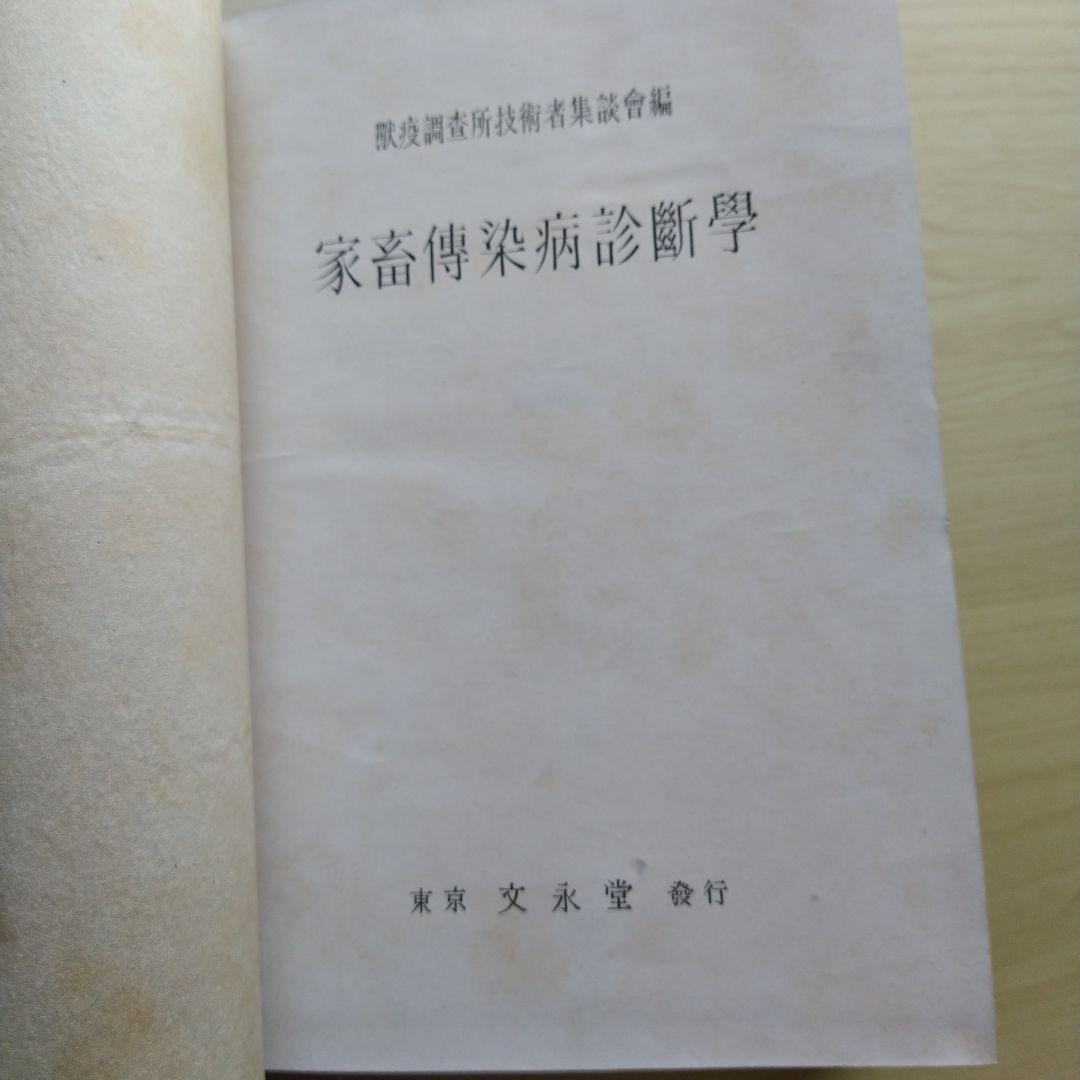 獸疫調査所技術者集談會編
家畜傳染病診斷學
東京 文永堂 發行